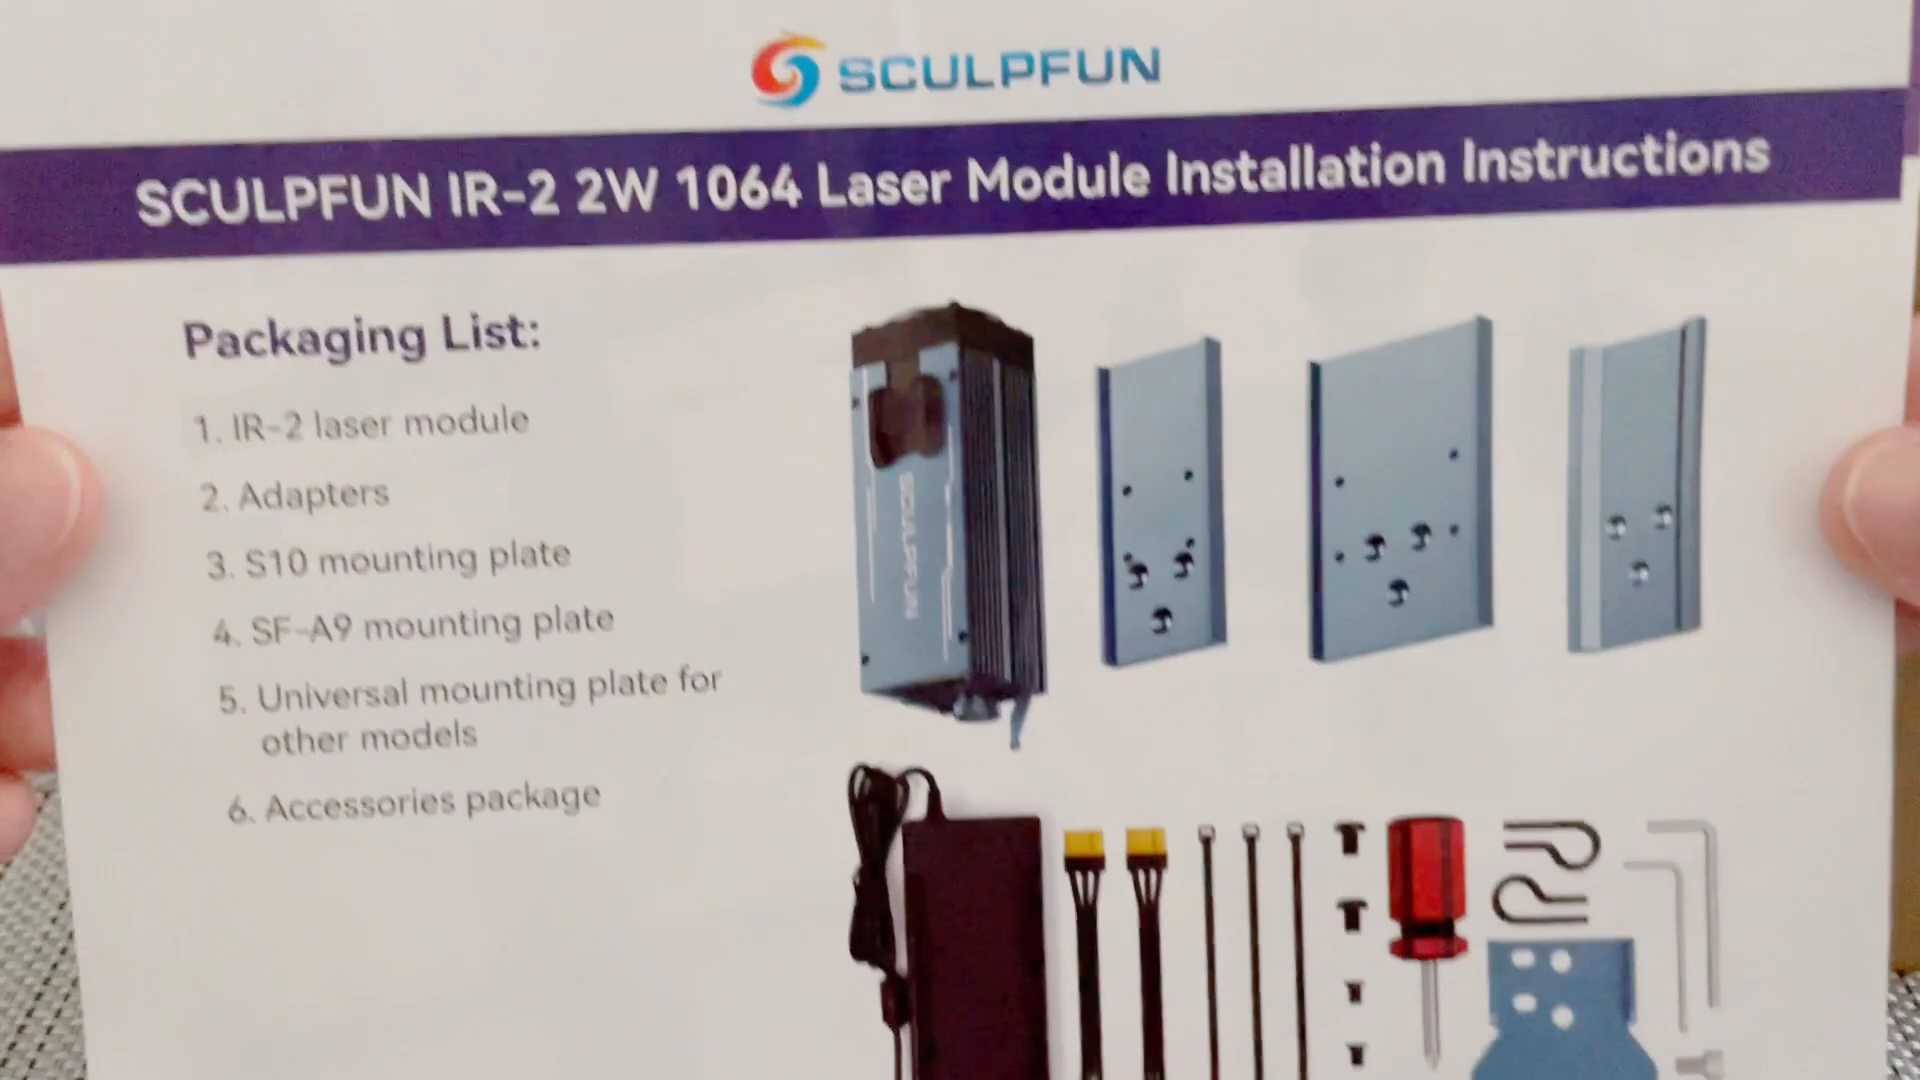 SCULPFUN
SCULPFUN IR-2 2W 1064 Laser Module Installation Instructions
Packaging List:
1. IR-2 laser module
2. Adapters
3. S10 mounting plate
4. SF-A9 mounting plate
5. Universal mounting plate for
other models
6. Accessories package
SCULPFUN